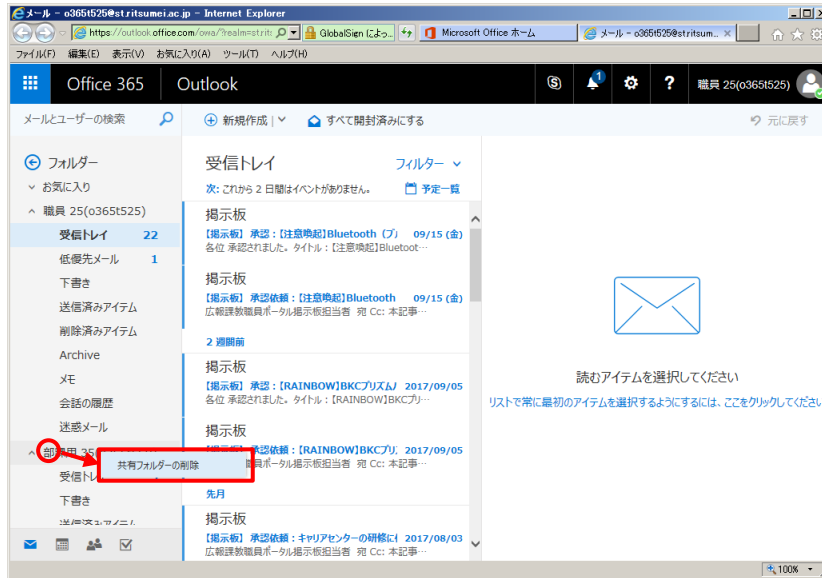 メール - o365t525@st.ritsumei.ac.jp - Internet Explorer
https://outlook.office.com/owa/?realm=st.rits
GlobalSign によっ...
Microsoft Office ホーム
メール - o365t525@st.ritsum...
ファイル(F) 編集(E) 表示(V) お気に入り(A) ツール(T) ヘルプ(H)
Office 365 Outlook
1
?
職員 25(o365t525)
メールとユーザーの検索
新規作成
すべて開封済みにする
元に戻す
フォルダー
お気に入り
職員 25(o365t525)
受信トレイ 22
低優先メール 1
下書き
送信済みアイテム
削除済みアイテム
Archive
メモ
会話の履歴
迷惑メール
共有フォルダーの削除
下書き
送信済みアイテム
受信トレイ
フィルター
次: これから 2 日間はイベントがありません。
予定一覧
掲示板
【掲示板】承認:【注意喚起】Bluetooth(ブ 09/15 (金)
各位 承認されました。タイトル:【注意喚起】Bluetoot…
掲示板
【掲示板】承認依頼:【注意喚起】Bluetooth 09/15 (金)
広報課教職員ポータル掲示板担当者 宛 Cc: 本記事…
2 週間前
掲示板
【掲示板】承認:【RAINBOW】BKCプリズム 2017/09/05
各位 承認されました。タイトル:【RAINBOW】BKCプリ…
掲示板
承認依頼:【RAINBOW】BKCプリ 2017/09/05
職員ポータル掲示板担当者 宛 Cc: 本記事…
先月
掲示板
【掲示板】承認依頼:キャリアセンターの研修に 2017/08/03
広報課教職員ポータル掲示板担当者 宛 Cc: 本記事…
読むアイテムを選択してください
リストで常に最初のアイテムを選択するようにするには、ここをクリックしてください
100%